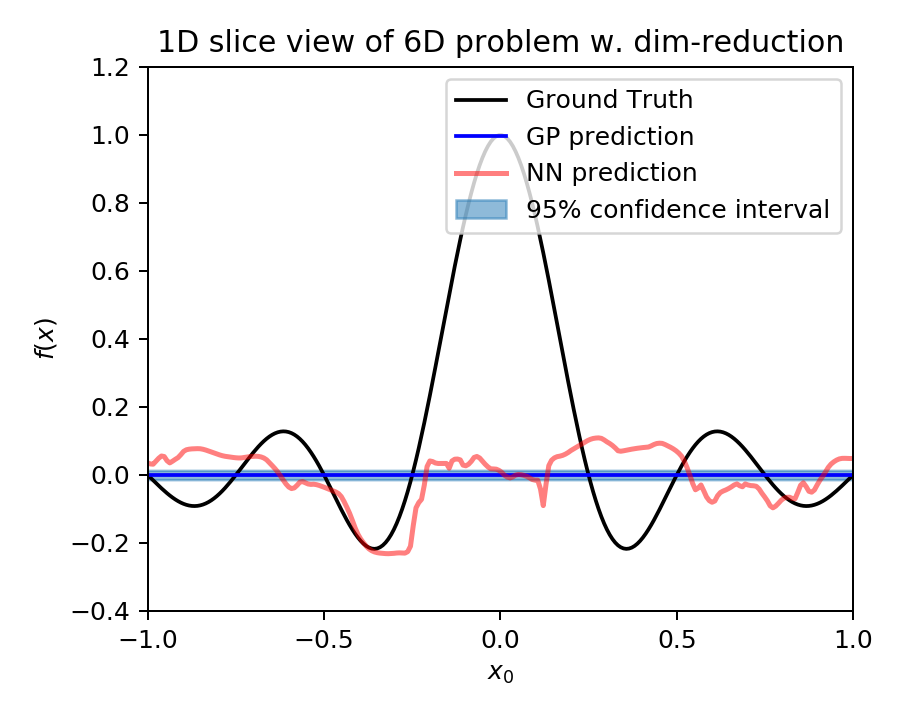 1D slice view of 6D problem w. dim-reduction
1.2
1.0
0.8
0.6
0.4
0.2
0.0
−0.2
−0.4
f(x)
Ground Truth
GP prediction
NN prediction
95% confidence interval
−1.0
−0.5
0.0
0.5
1.0
x₀